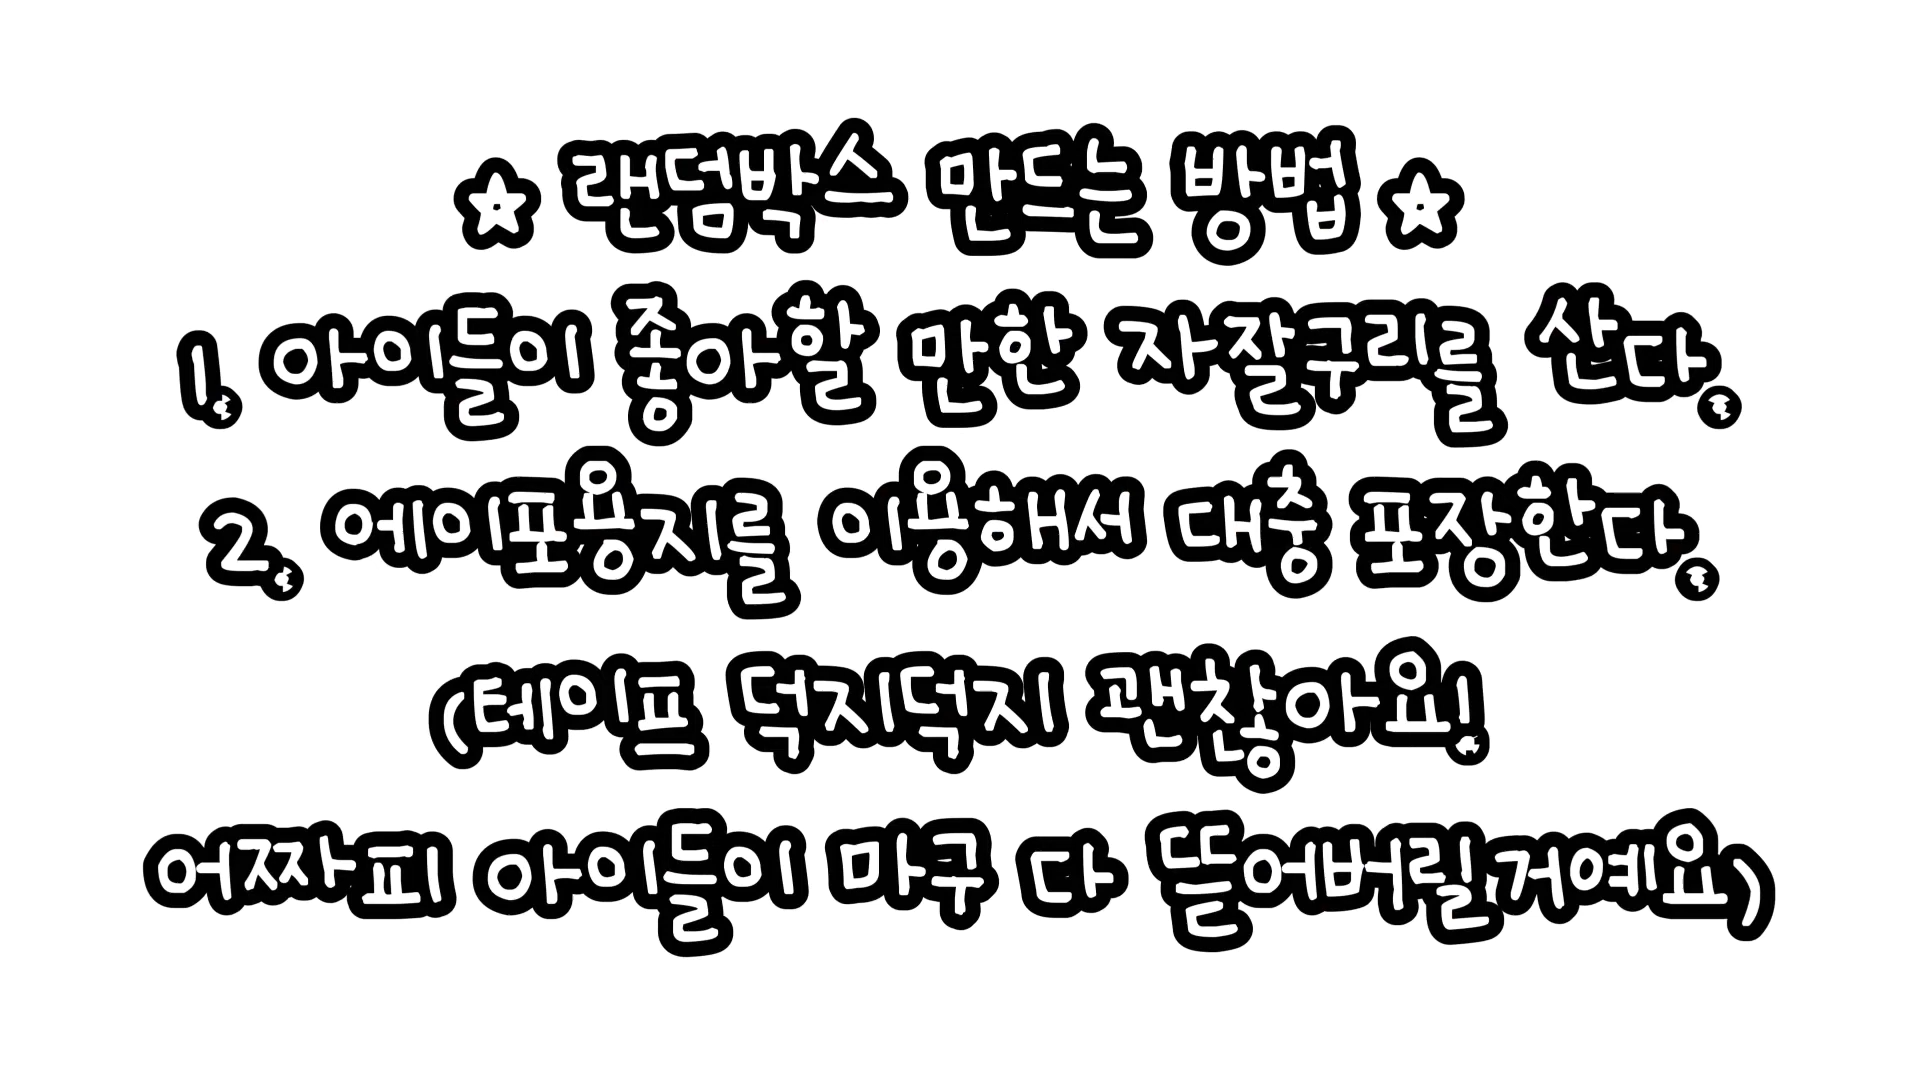 ☆ 랜덤박스 만드는 방법 ☆
1. 아이들이 좋아할 만한 자잘구리를 산다.
2. 에이포용지를 이용해서 대충 포장한다.
(테이프 덕지덕지 괜찮아요!
어짜피 아이들이 마구 다 뜯어버릴거예요)